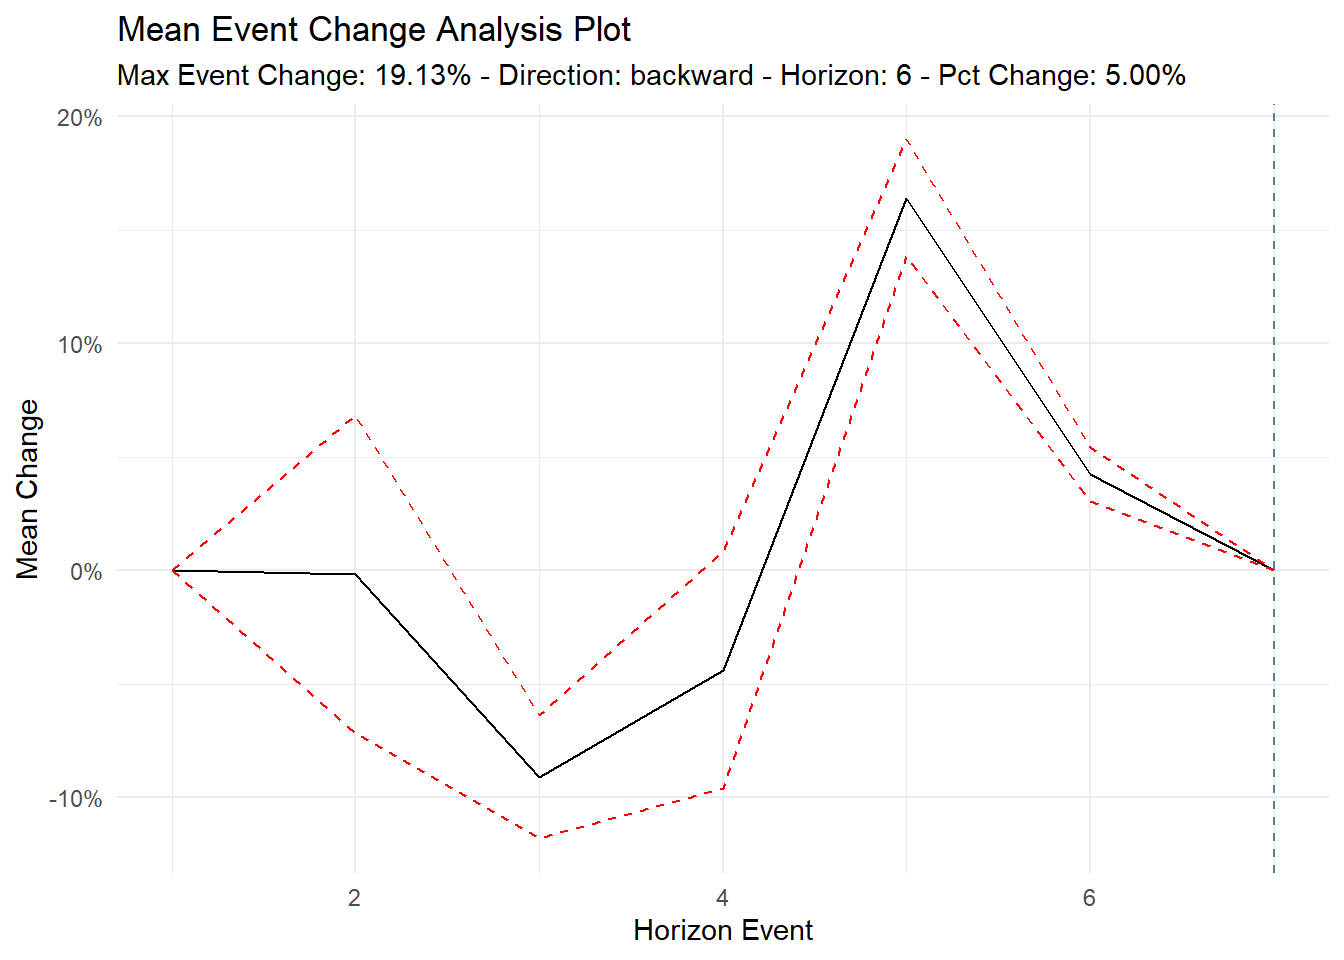 Mean Event Change Analysis Plot
Max Event Change: 19.13% - Direction: backward - Horizon: 6 - Pct Change: 5.00%
20%
10%
0%
-10%
Mean Change
2
4
6
Horizon Event